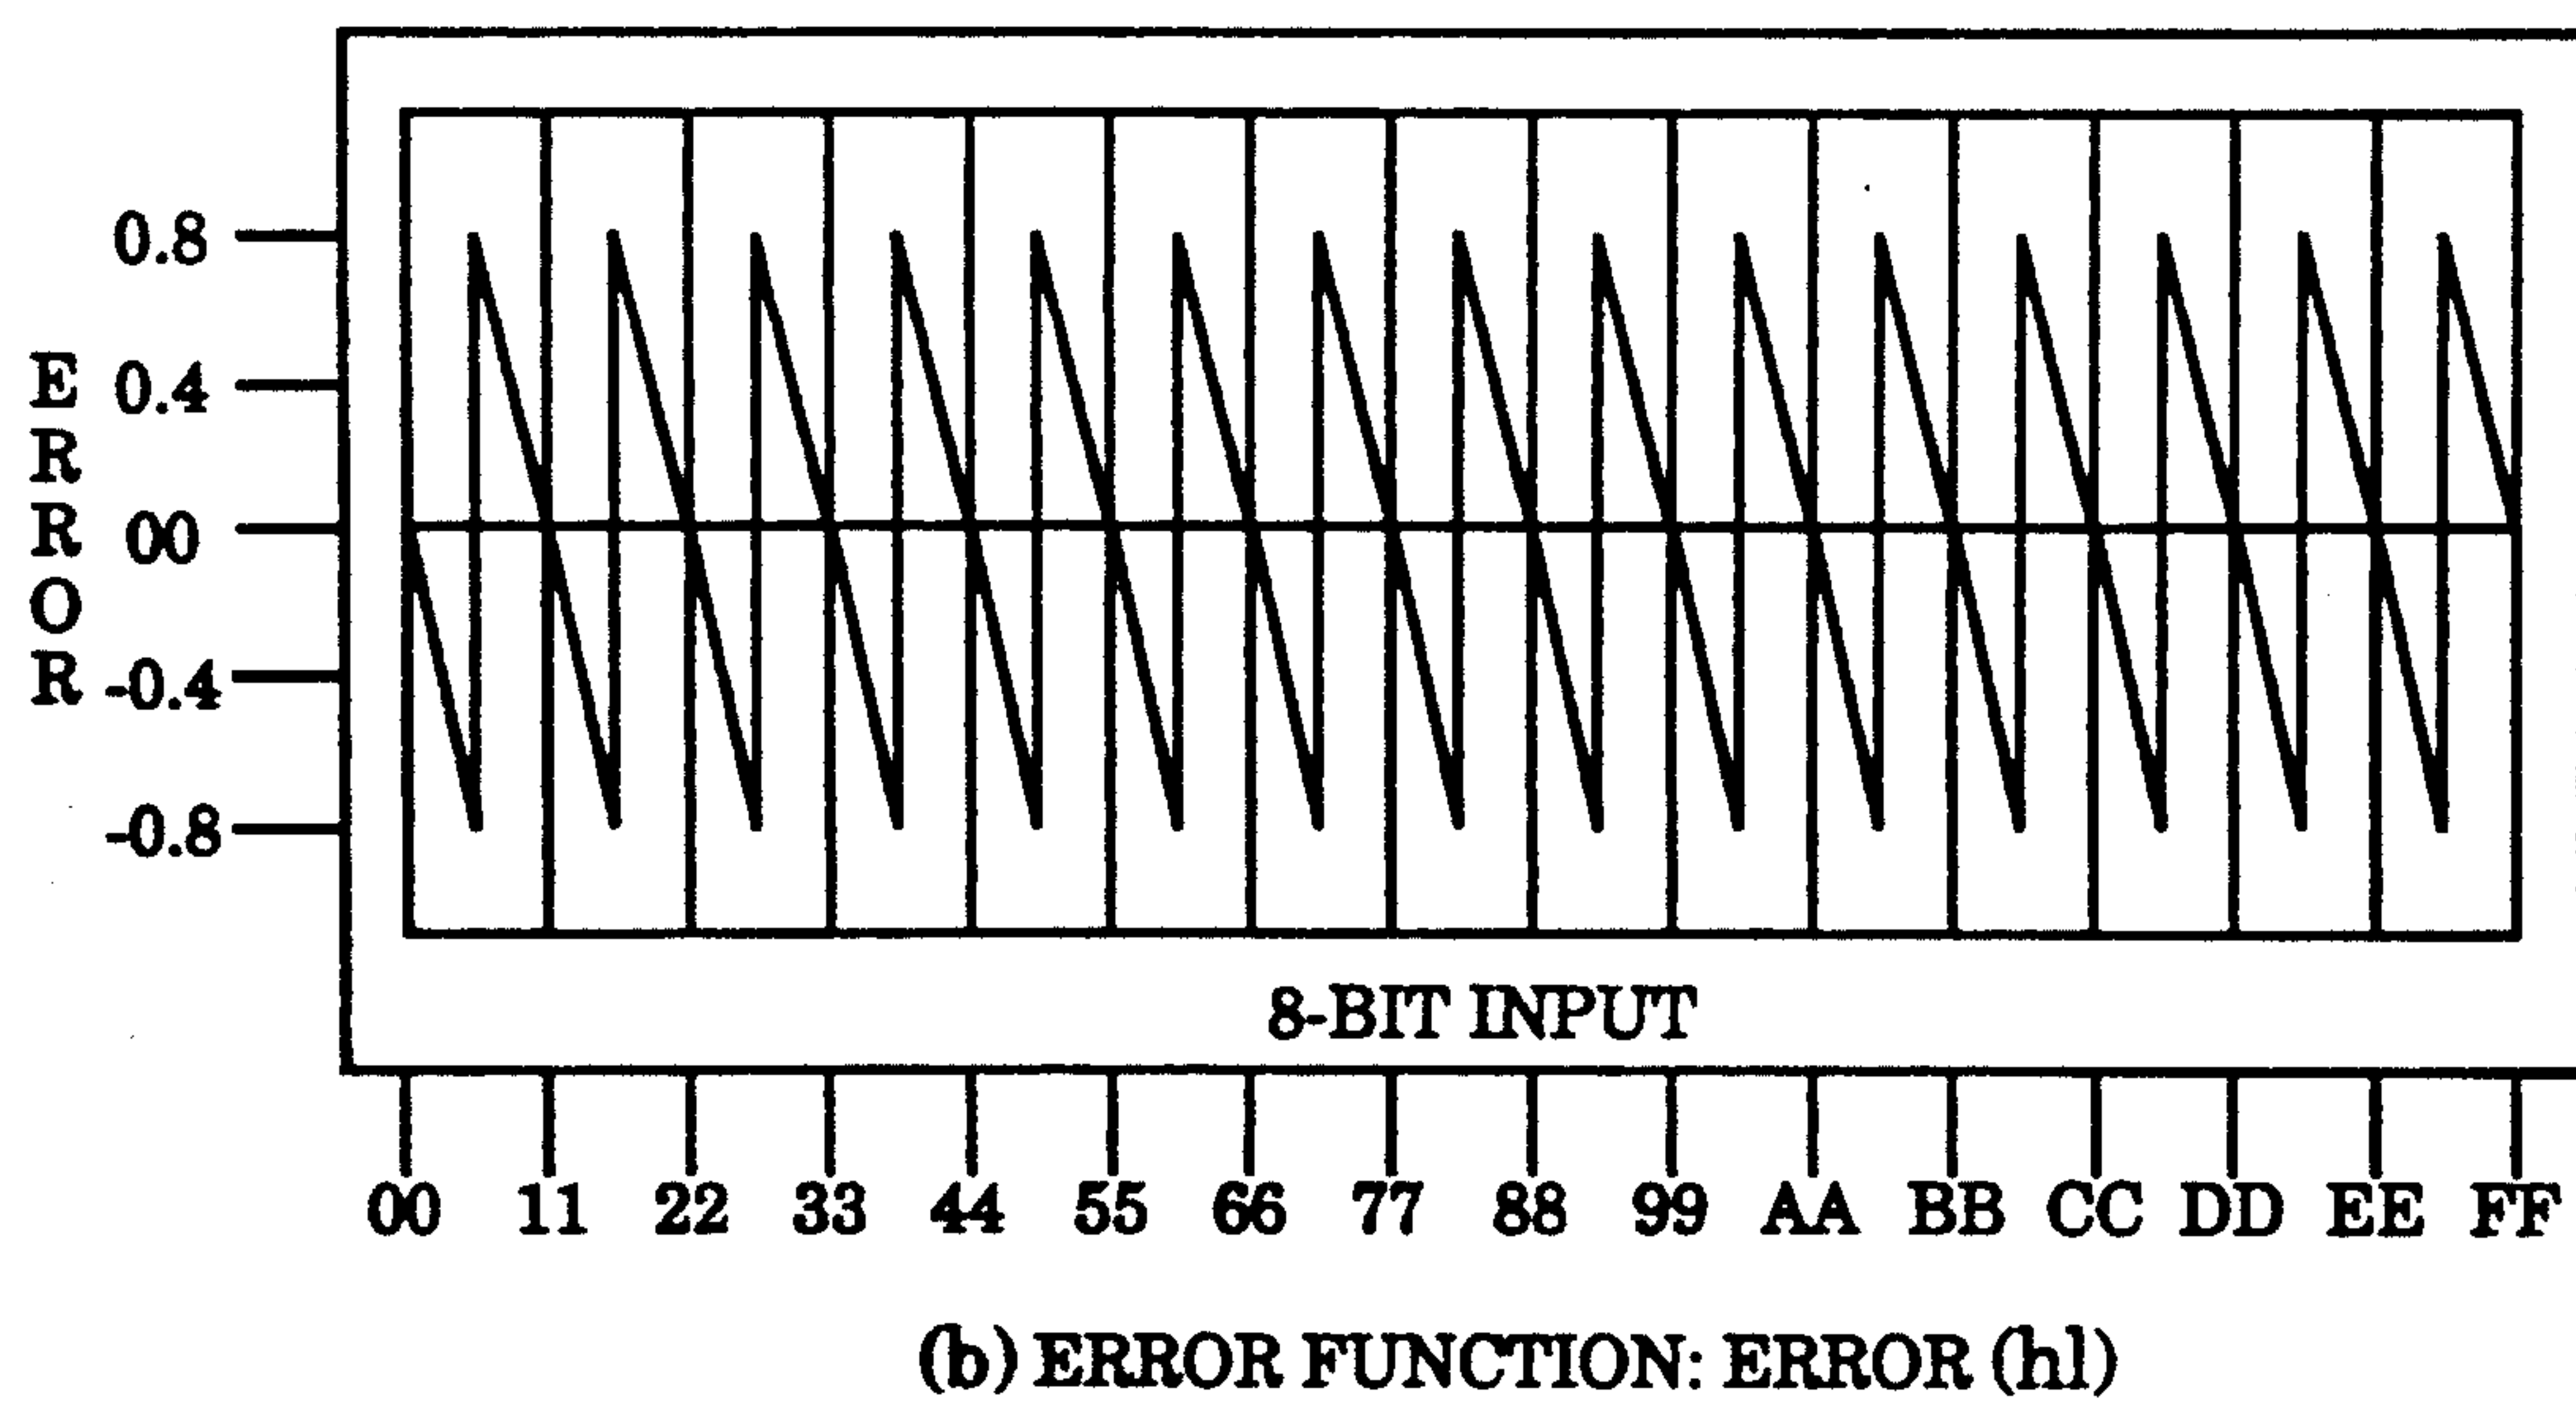 0.8
0.4
00
-0.4
-0.8
ERROR
8-BIT INPUT
00 11 22 33 44 55 66 77 88 99 AA BB CC DD EE FF
(b) ERROR FUNCTION: ERROR (hl)